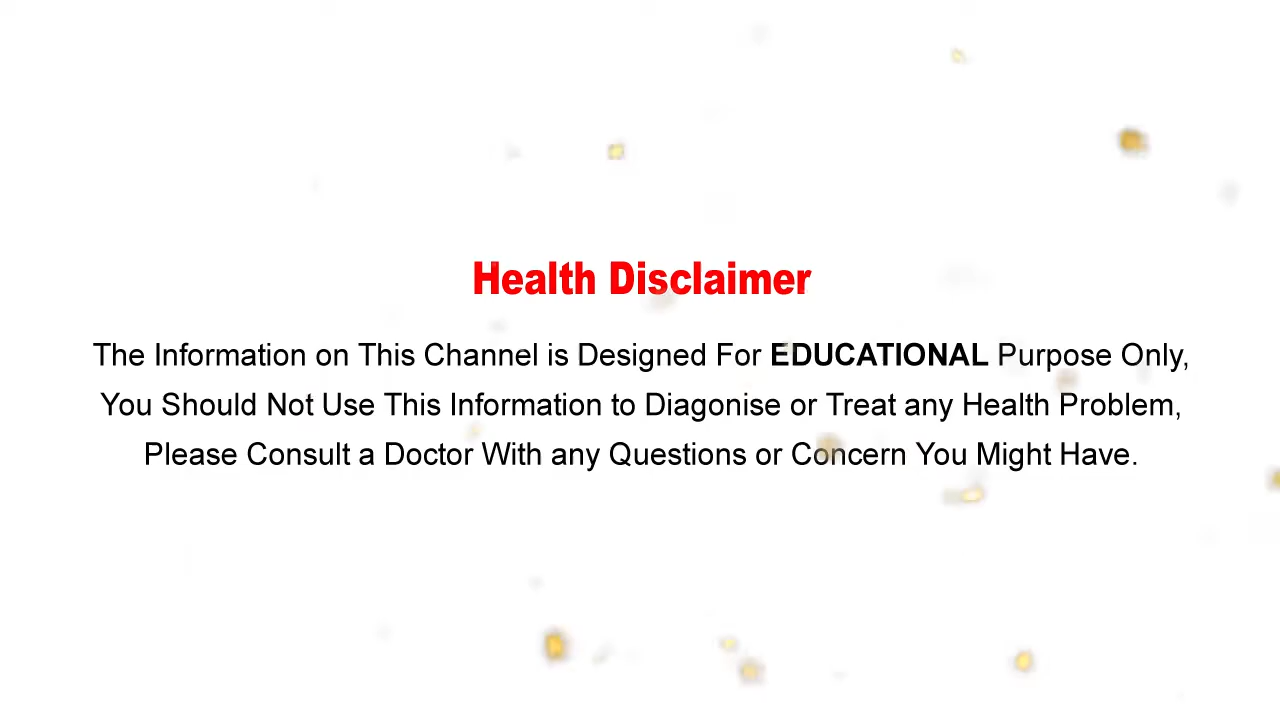 Health Disclaimer
The Information on This Channel is Designed For EDUCATIONAL Purpose Only,
You Should Not Use This Information to Diagonise or Treat any Health Problem,
Please Consult a Doctor With any Questions or Concern You Might Have.